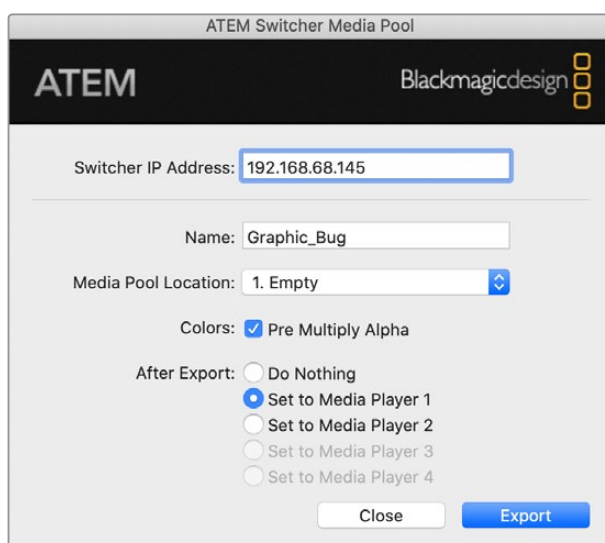 ATEM Switcher Media Pool
ATEM Blackmagicdesign
Switcher IP Address: 192.168.68.145
Name: Graphic_Bug
Media Pool Location: 1. Empty
Colors: Pre Multiply Alpha
After Export: Do Nothing
Set to Media Player 1
Set to Media Player 2
Set to Media Player 3
Set to Media Player 4
Close Export